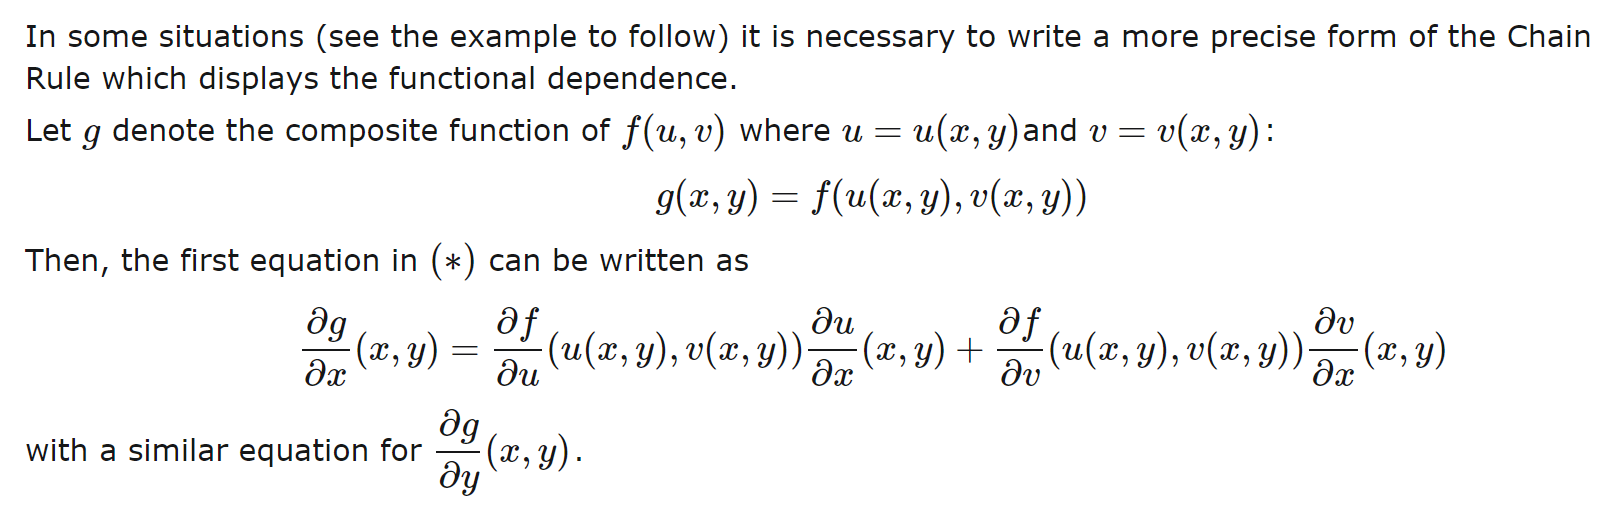 In some situations (see the example to follow) it is necessary to write a more precise form of the Chain
Rule which displays the functional dependence.
Let g denote the composite function of f(u, v) where u = u(x, y)and v = v(x, y):
g(x, y) = f(u(x, y), v(x, y))
Then, the first equation in (∗) can be written as
∂g/∂x (x, y) = ∂f/∂u (u(x, y), v(x, y)) ∂u/∂x (x, y) + ∂f/∂v (u(x, y), v(x, y)) ∂v/∂x (x, y)
with a similar equation for ∂g/∂y (x, y).